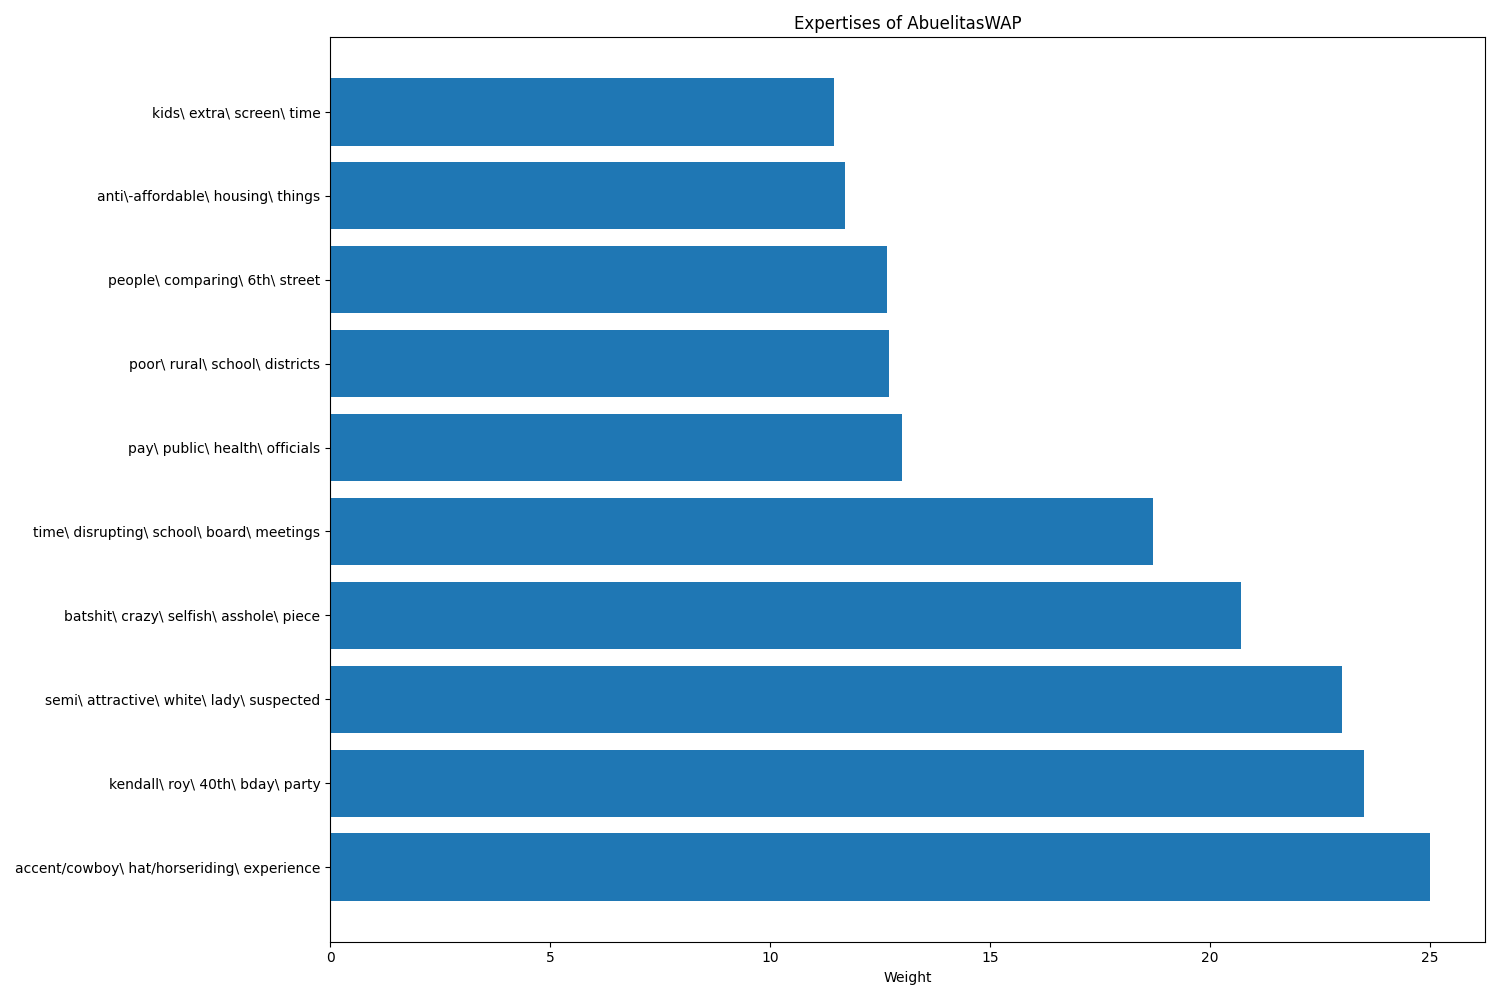 Expertises of AbuelitasWAP
kids\ extra\ screen\ time
anti\-affordable\ housing\ things
people\ comparing\ 6th\ street
poor\ rural\ school\ districts
pay\ public\ health\ officials
time\ disrupting\ school\ board\ meetings
batshit\ crazy\ selfish\ asshole\ piece
semi\ attractive\ white\ lady\ suspected
kendall\ roy\ 40th\ bday\ party
accent/cowboy\ hat/horseriding\ experience
0 5 10 15 20 25
Weight